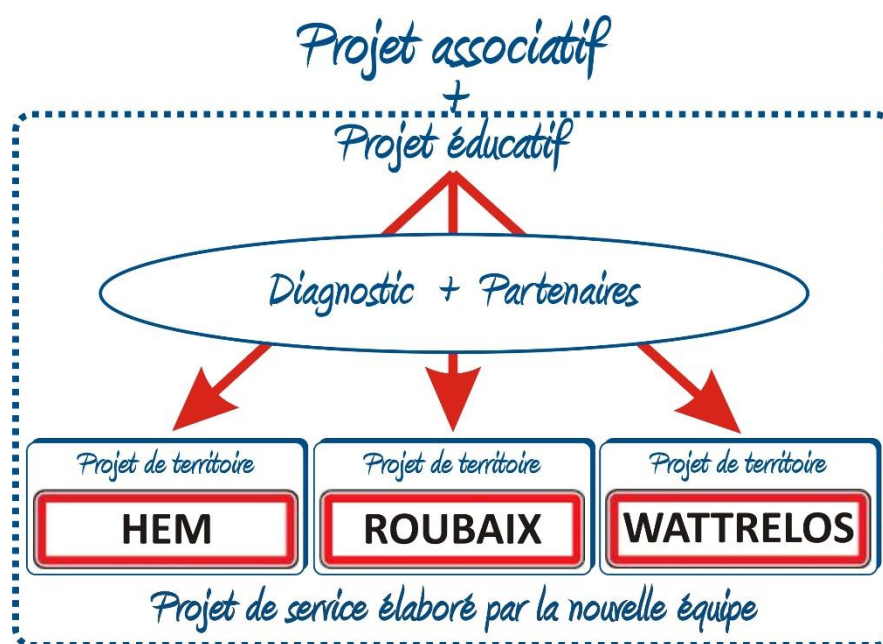 Projet associatif
+
Projet éducatif
Diagnostic + Partenaires
Projet de territoire
HEM
Projet de territoire
ROUBAIX
Projet de territoire
WATTRELOS
Projet de service élaboré par la nouvelle équipe